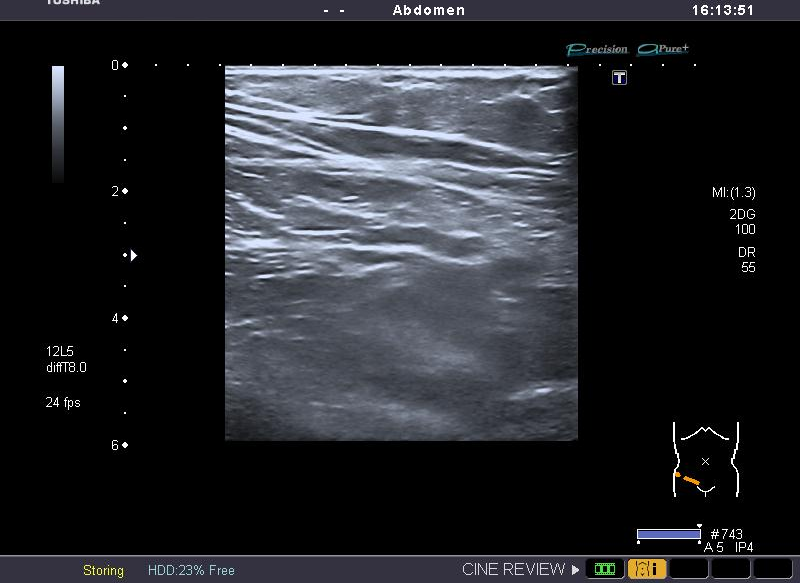 TOSHIBA
- - Abdomen 16:13:51
Precision APure+
0
T
2
MI:(1.3)
2DG
100
DR
55
4
12L5
diffT8.0
24 fps
6
#743
A 5 IP4
Storing HDD:23% Free CINE REVIEW
i